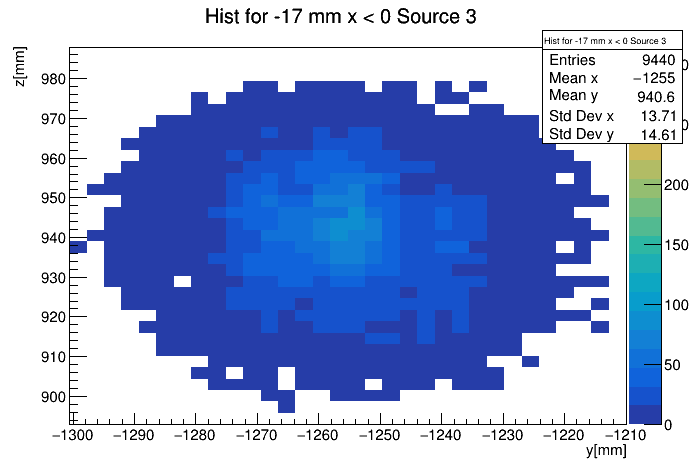 Hist for -17 mm x < 0 Source 3
z[mm]
Hist for -17 mm x < 0 Source 3
Entries 9440
Mean x −1255
Mean y 940.6
Std Dev x 13.71
Std Dev y 14.61
980
970
960
950
940
930
920
910
900
200
150
100
50
0
−1300 −1290 −1280 −1270 −1260 −1250 −1240 −1230 −1220 −1210
y[mm]